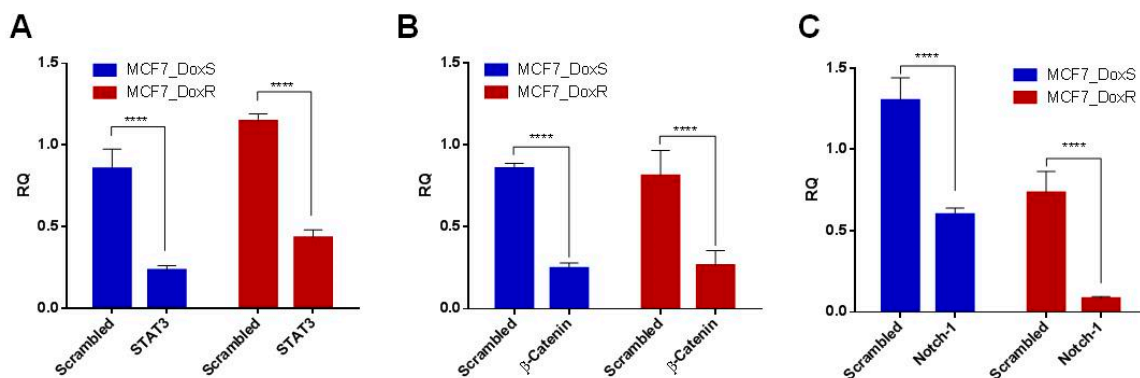 A
MCF7_DoxS
MCF7_DoxR
RQ
1.5
1.0
0.5
0.0
****
****
Scrambled
STAT3
Scrambled
STAT3
B
MCF7_DoxS
MCF7_DoxR
RQ
1.5
1.0
0.5
0.0
****
****
Scrambled
β-Catenin
Scrambled
β-Catenin
C
MCF7_DoxS
MCF7_DoxR
RQ
1.5
1.0
0.5
0.0
****
****
Scrambled
Notch-1
Scrambled
Notch-1